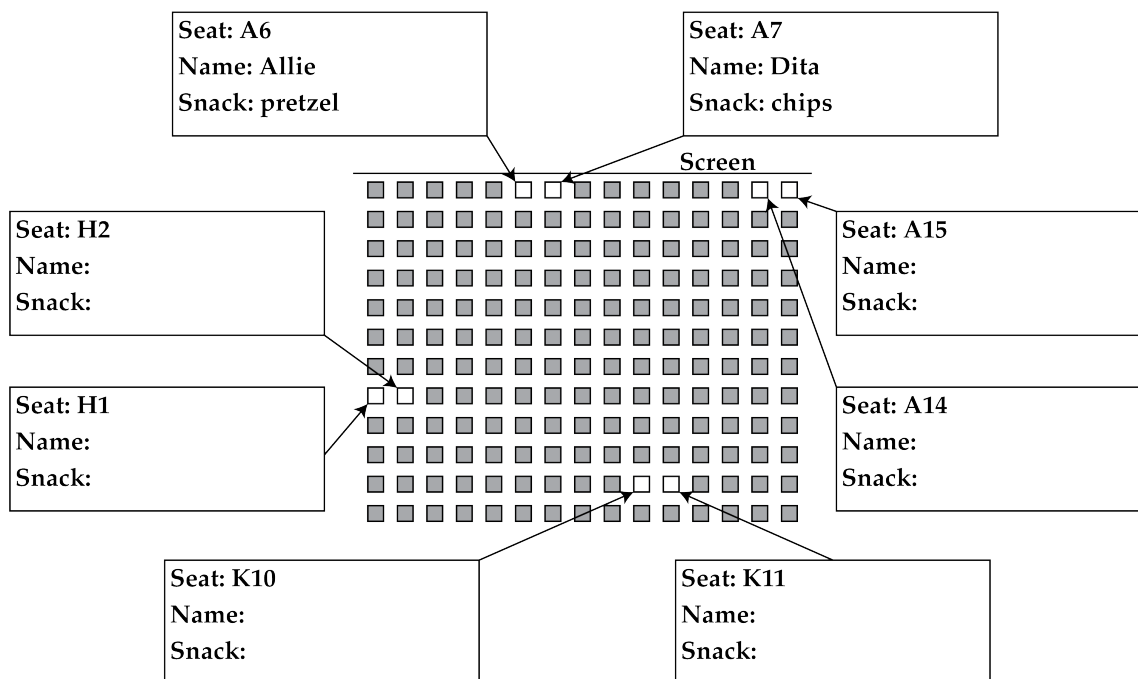 Seat: A6
Name: Allie
Snack: pretzel
Seat: A7
Name: Dita
Snack: chips
Screen
Seat: H2
Name:
Snack:
Seat: A15
Name:
Snack:
Seat: H1
Name:
Snack:
Seat: A14
Name:
Snack:
Seat: K10
Name:
Snack:
Seat: K11
Name:
Snack: